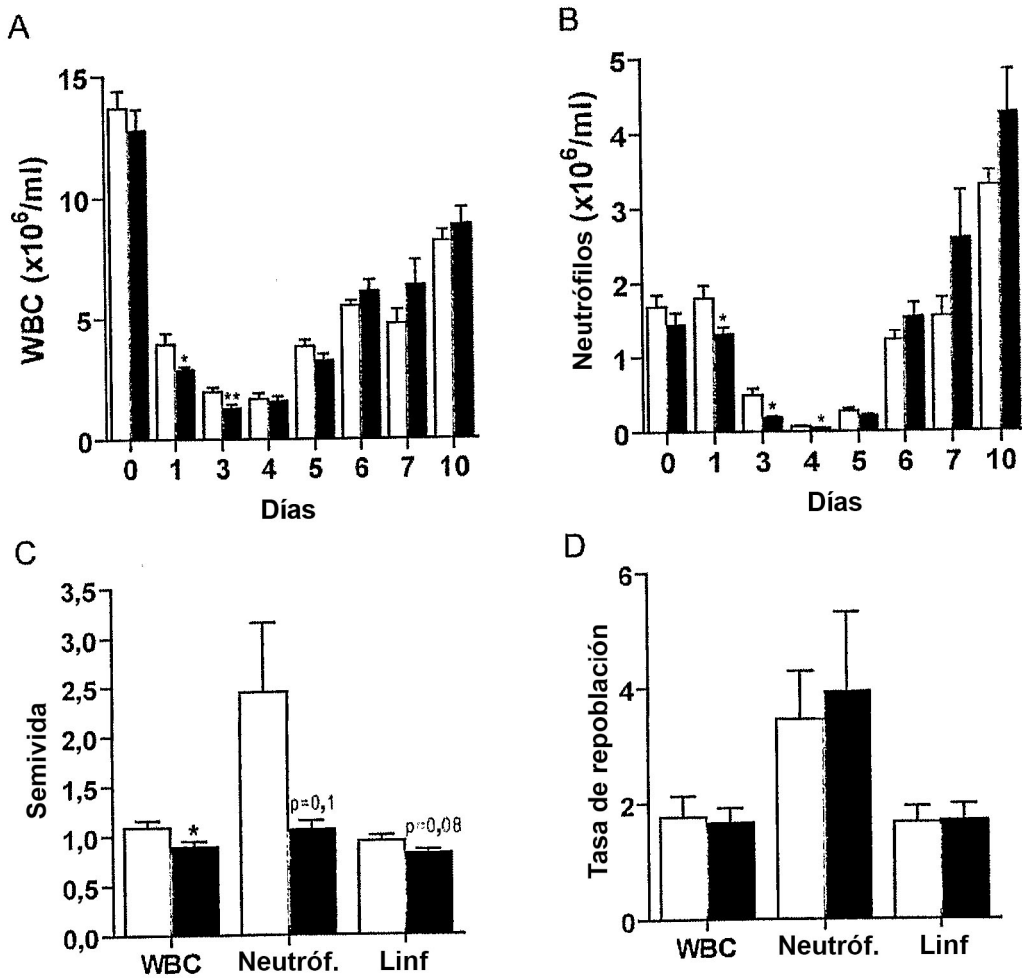 A
WBC (x10⁶/ml)
15
10
5
0
*
**
0 1 3 4 5 6 7 10
Días
B
Neutrófilos (x10⁶/ml)
5
4
3
2
1
0
*
*
*
0 1 3 4 5 6 7 10
Días
C
Semivida
3,5
3,0
2,5
2,0
1,5
1,0
0,5
0,0
*
p=0,1
p=0,08
WBC Neutróf. Linf
D
Tasa de repoblación
6
4
2
0
WBC Neutróf. Linf